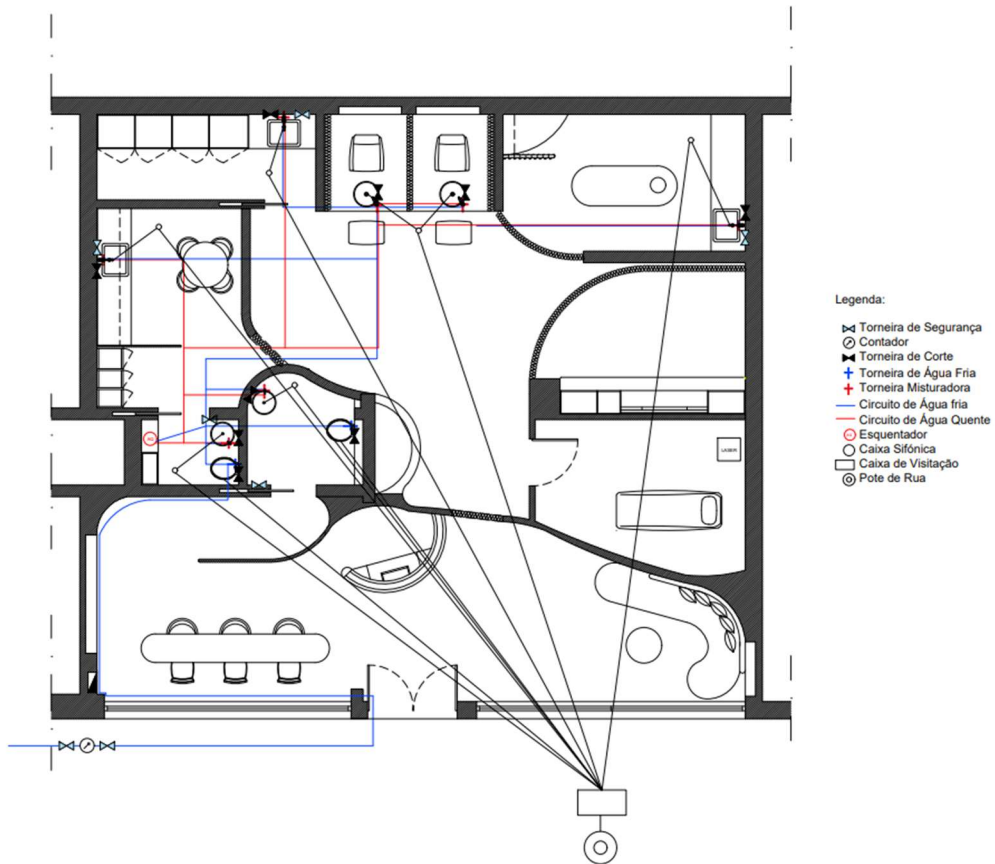 LASER
Legenda:
Torneira de Segurança
Contador
Torneira de Corte
Torneira de Água Fria
Torneira Misturadora
Circuito de Água fria
Circuito de Água Quente
Esquentador
Caixa Sifónica
Caixa de Visitação
Pote de Rua